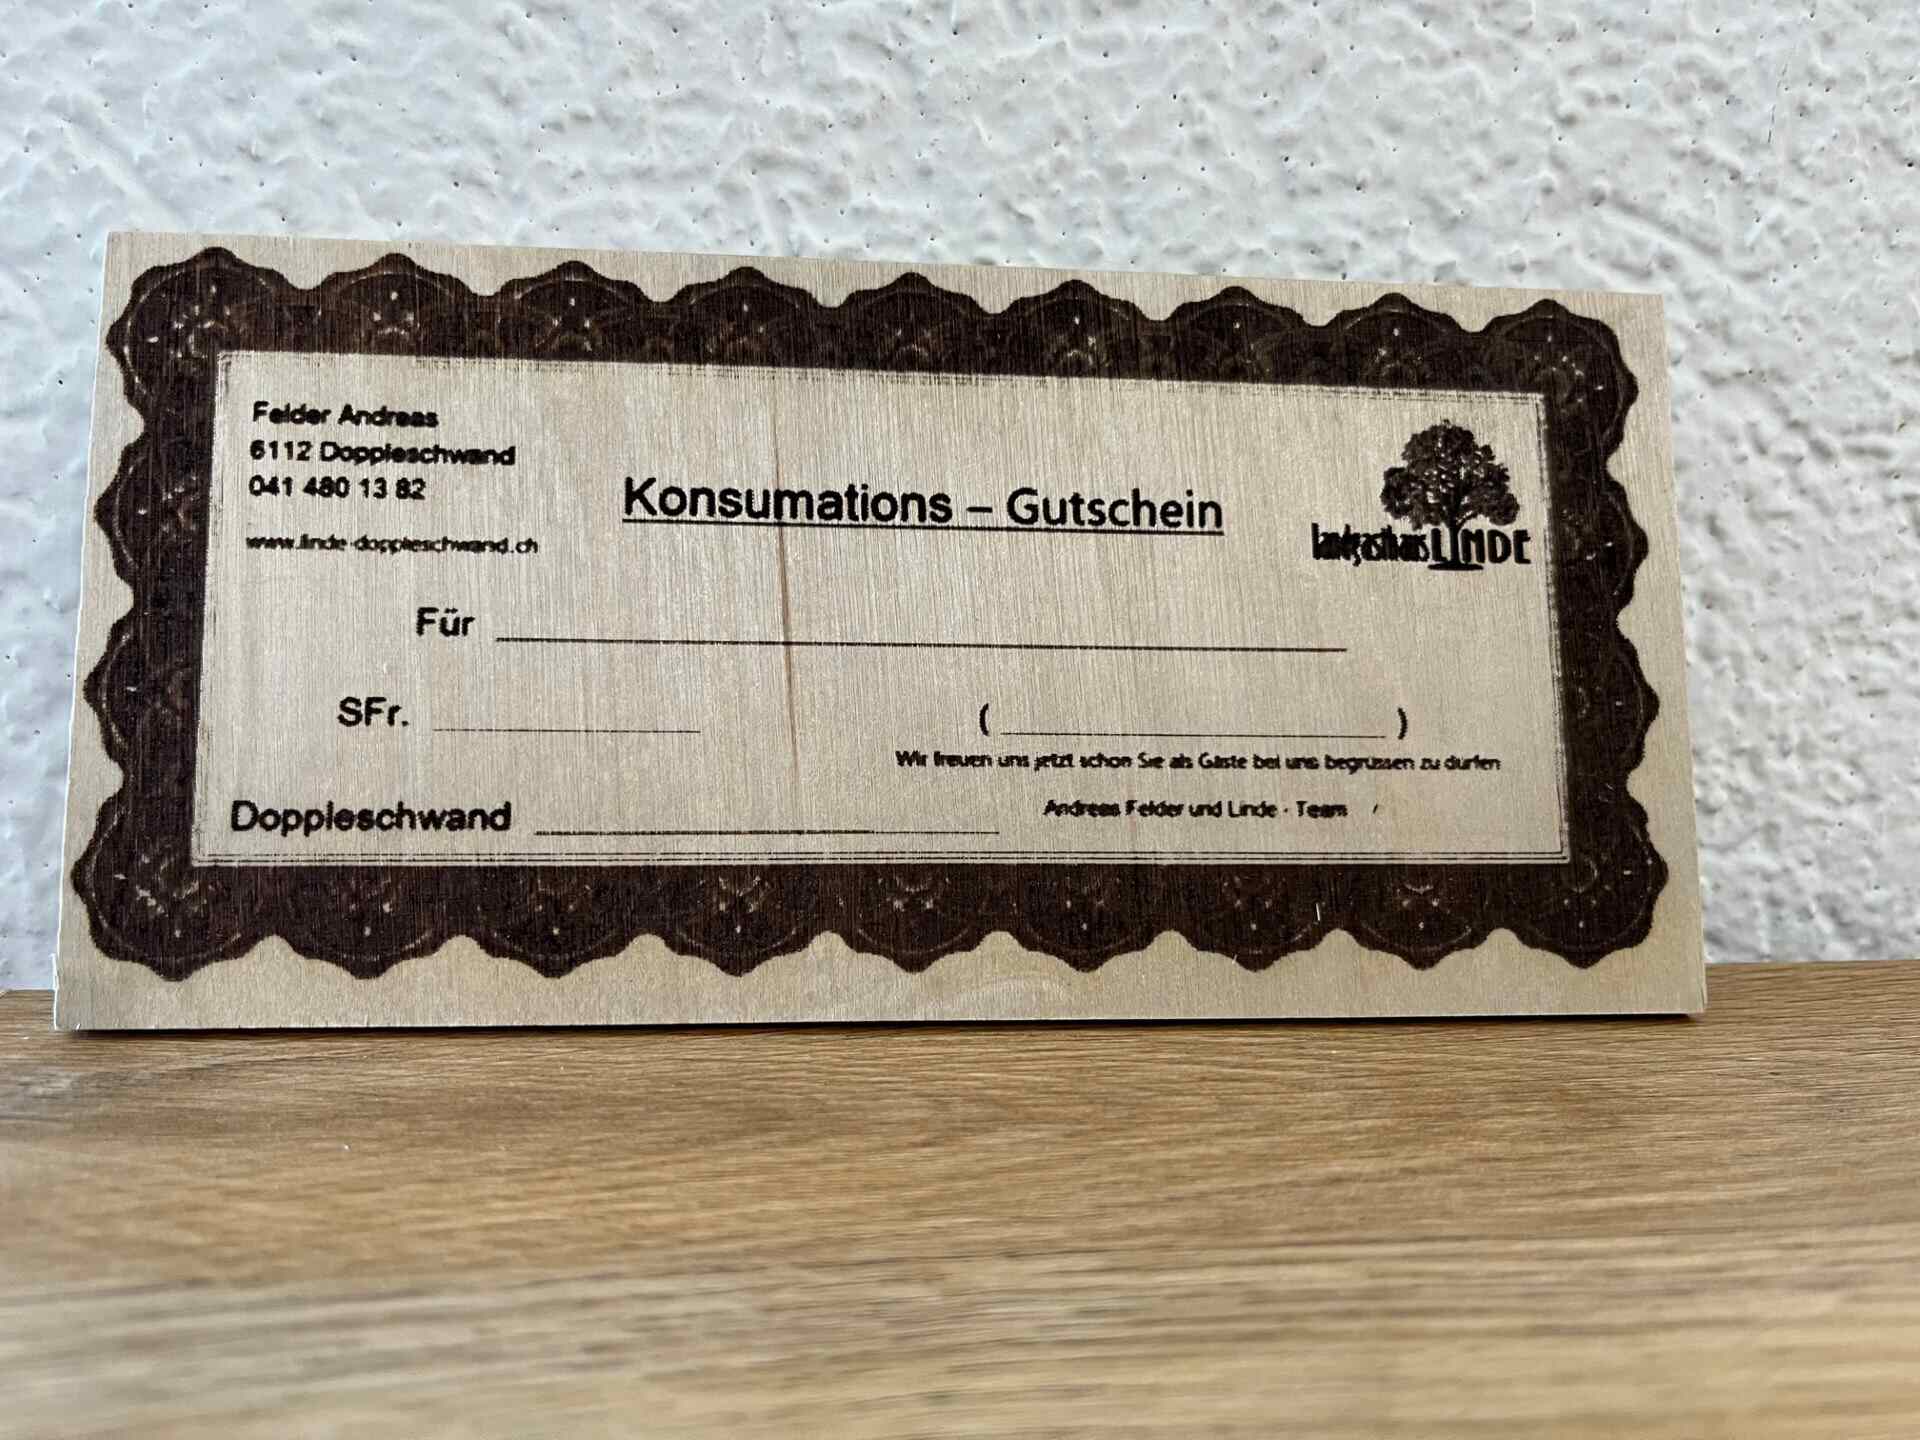 Felder Andreas
6112 Doppleschwand
041 480 13 82
www.linde-doppleschwand.ch
Konsumations – Gutschein
landgasthaus LINDE
Für
SFr. ( )
Wir freuen uns jetzt schon Sie als Gäste bei uns begrüssen zu dürfen
Doppleschwand
Andreas Felder und Linde - Team